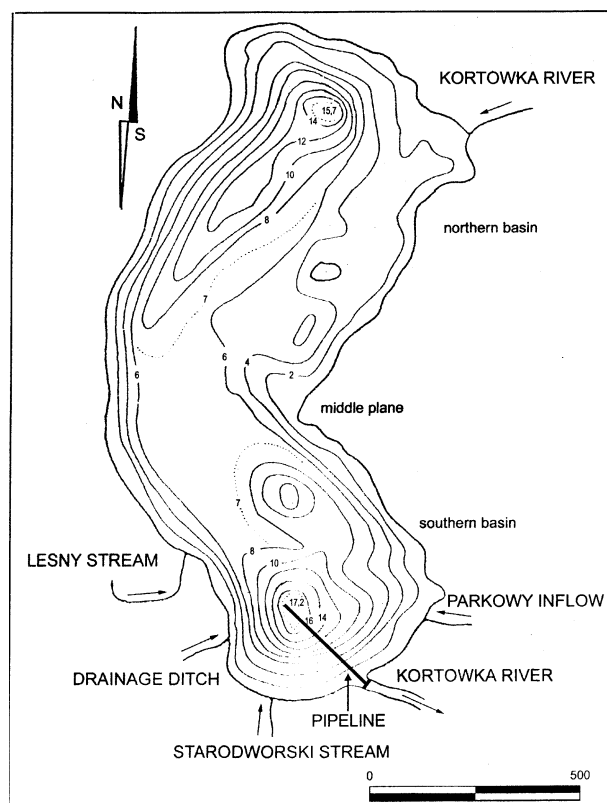 KORTOWKA RIVER
N
S
15,7
14
12
10
8
northern basin
7
6
6
4
2
middle plane
7
southern basin
8
10
LESNY STREAM
17,2
16
14
PARKOWY INFLOW
DRAINAGE DITCH
KORTOWKA RIVER
PIPELINE
STARODWORSKI STREAM
0
500